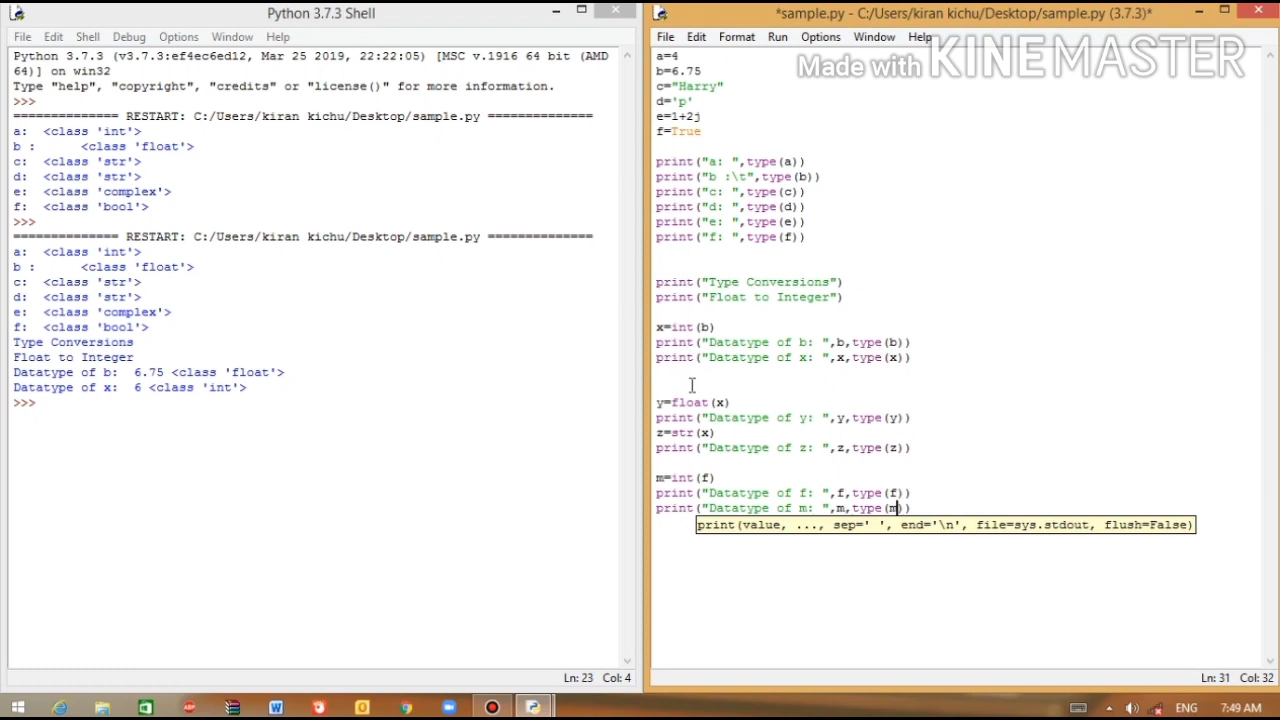 Python 3.7.3 Shell
File Edit Shell Debug Options Window Help
Python 3.7.3 (v3.7.3:ef4ec6ed12, Mar 25 2019, 22:22:05) [MSC v.1916 64 bit (AMD
64)] on win32
Type "help", "copyright", "credits" or "license()" for more information.
>>>
============== RESTART: C:/Users/kiran kichu/Desktop/sample.py ==============
a:  <class 'int'>
b :      <class 'float'>
c:  <class 'str'>
d:  <class 'str'>
e:  <class 'complex'>
f:  <class 'bool'>
>>>
============== RESTART: C:/Users/kiran kichu/Desktop/sample.py ==============
a:  <class 'int'>
b :      <class 'float'>
c:  <class 'str'>
d:  <class 'str'>
e:  <class 'complex'>
f:  <class 'bool'>
Type Conversions
Float to Integer
Datatype of b:  6.75 <class 'float'>
Datatype of x:  6 <class 'int'>
>>>
Ln: 23 Col: 4
*sample.py - C:/Users/kiran kichu/Desktop/sample.py (3.7.3)*
File Edit Format Run Options Window Help
Made with KINEMASTER
a=4
b=6.75
c="Harry"
d='p'
e=1+2j
f=True
print("a: ",type(a))
print("b :\t",type(b))
print("c: ",type(c))
print("d: ",type(d))
print("e: ",type(e))
print("f: ",type(f))
print("Type Conversions")
print("Float to Integer")
x=int(b)
print("Datatype of b: ",b,type(b))
print("Datatype of x: ",x,type(x))
y=float(x)
print("Datatype of y: ",y,type(y))
z=str(x)
print("Datatype of z: ",z,type(z))
m=int(f)
print("Datatype of f: ",f,type(f))
print("Datatype of m: ",m,type(m))
print(value, ..., sep=' ', end='\n', file=sys.stdout, flush=False)
Ln: 31 Col: 32
ENG 7:49 AM